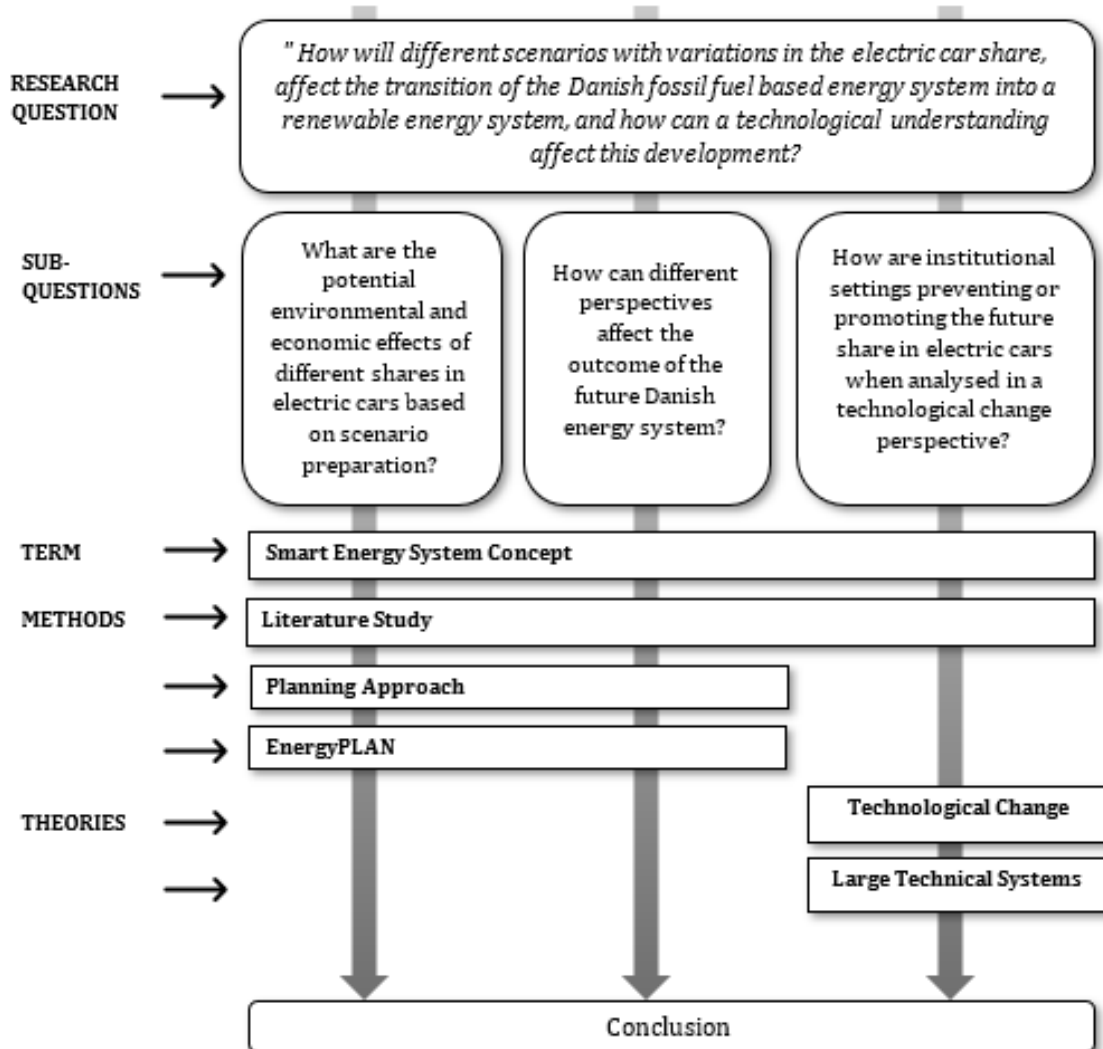 RESEARCH
QUESTION
" How will different scenarios with variations in the electric car share,
affect the transition of the Danish fossil fuel based energy system into a
renewable energy system, and how can a technological understanding
affect this development?
SUB-
QUESTIONS
What are the
potential
environmental and
economic effects of
different shares in
electric cars based
on scenario
preparation?
How can different
perspectives
affect the
outcome of the
future Danish
energy system?
How are institutional
settings preventing or
promoting the future
share in electric cars
when analysed in a
technological change
perspective?
TERM
Smart Energy System Concept
METHODS
Literature Study
Planning Approach
EnergyPLAN
THEORIES
Technological Change
Large Technical Systems
Conclusion